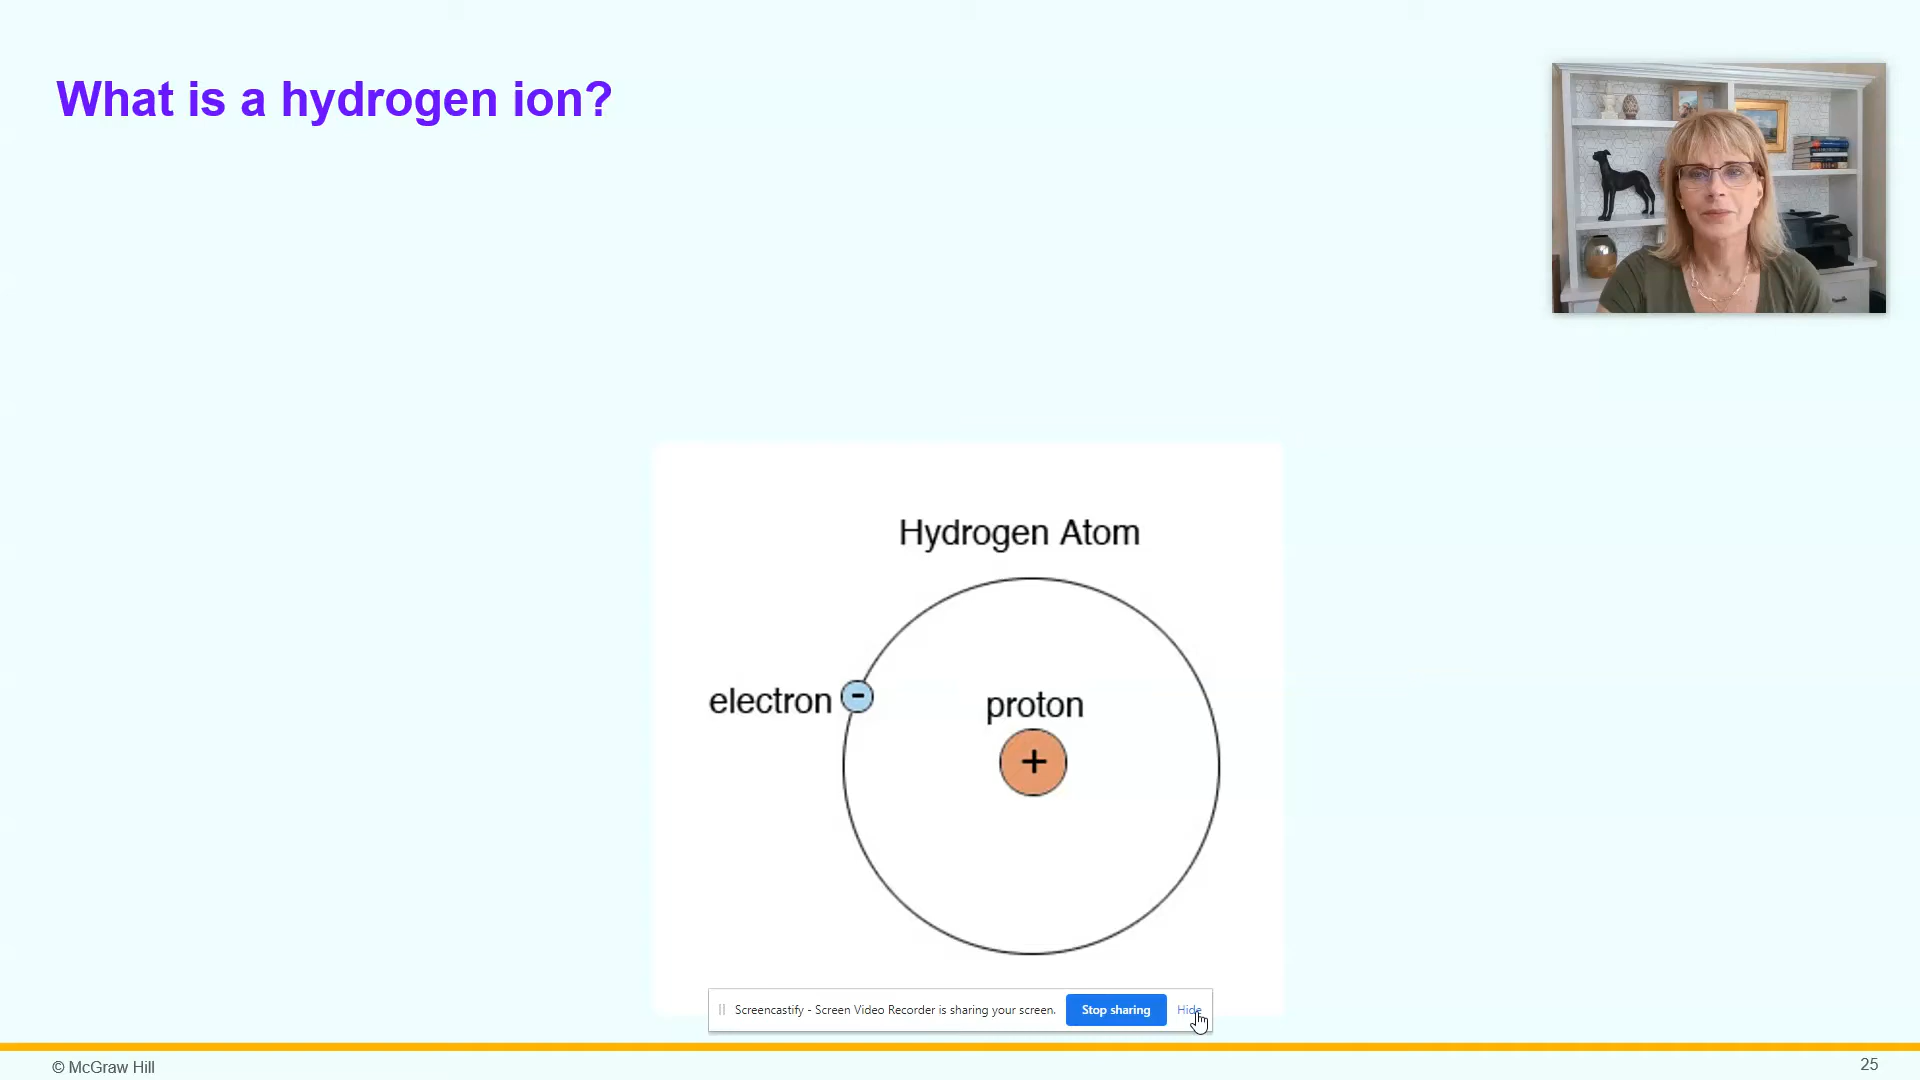 What is a hydrogen ion?
Hydrogen Atom
electron
-
proton
+
Screencastify - Screen Video Recorder is sharing your screen. Stop sharing Hide
© McGraw Hill
25